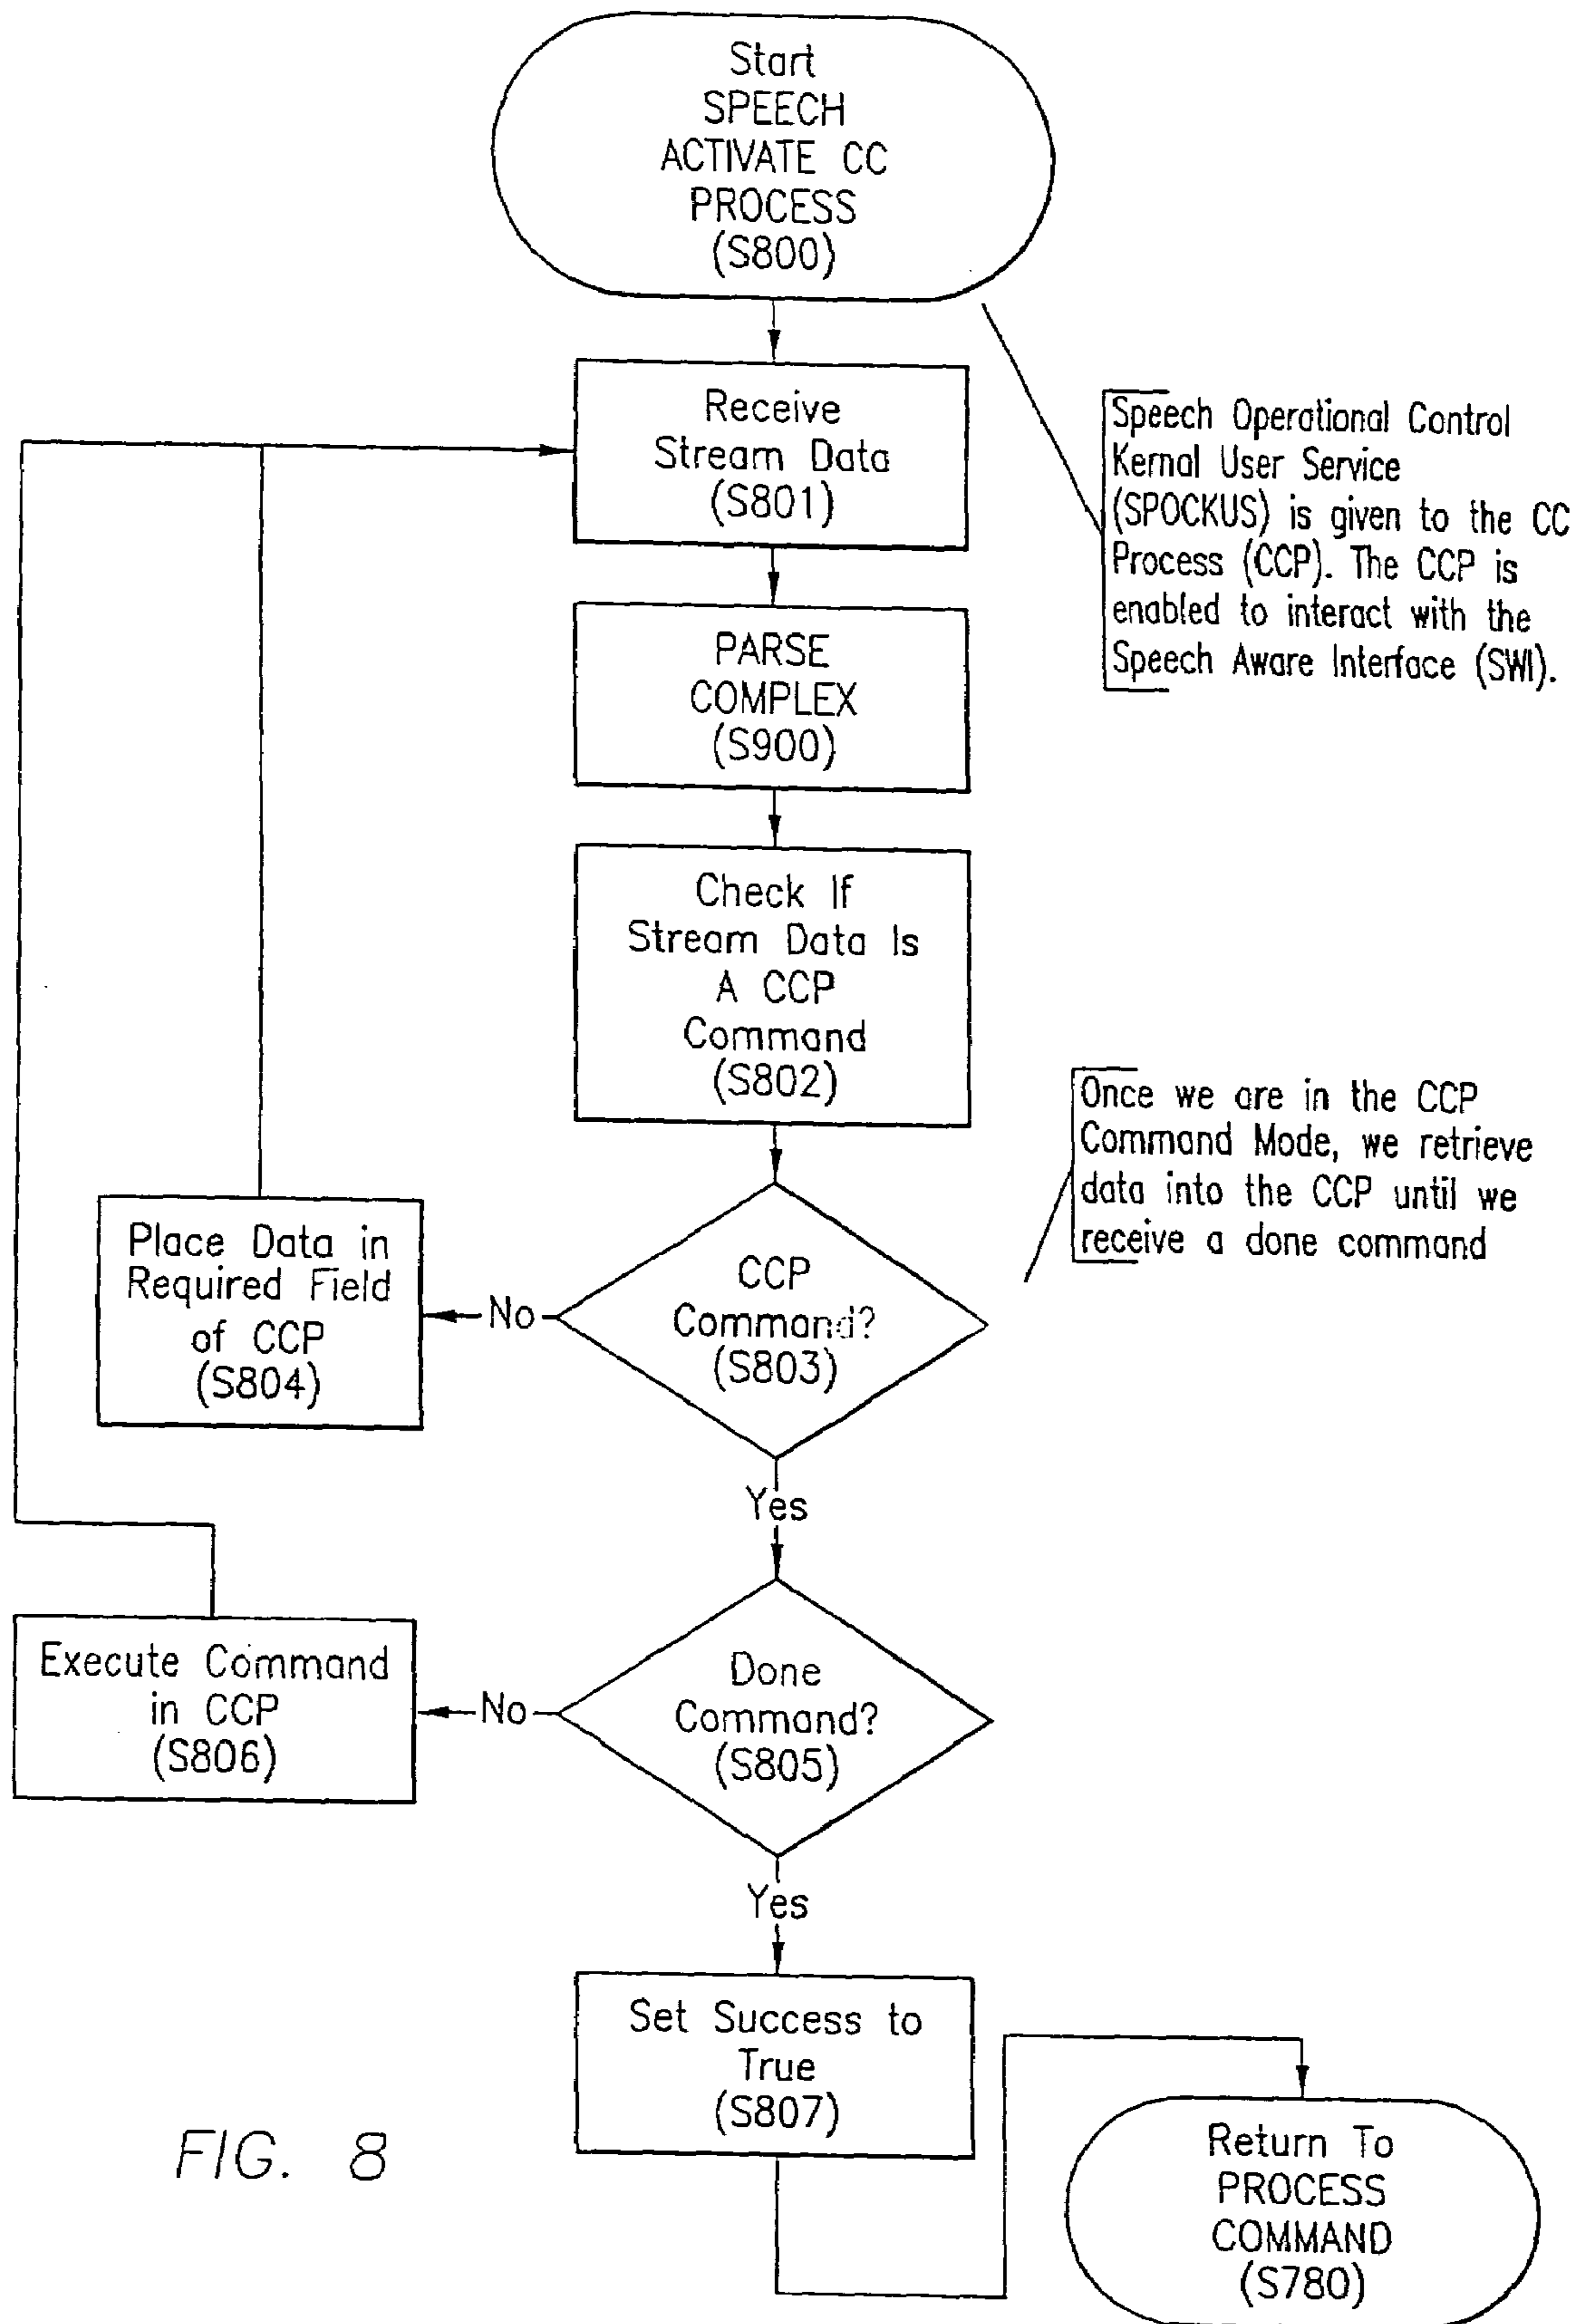 Start
SPEECH
ACTIVATE CC
PROCESS
(S800)
Speech Operational Control
Kernal User Service
(SPOCKUS) is given to the CC
Process (CCP). The CCP is
enabled to interact with the
Speech Aware Interface (SWI).
Receive
Stream Data
(S801)
PARSE
COMPLEX
(S900)
Check If
Stream Data Is
A CCP
Command
(S802)
Once we are in the CCP
Command Mode, we retrieve
data into the CCP until we
receive a done command
CCP
Command?
(S803)
No
Place Data in
Required Field
of CCP
(S804)
Yes
Done
Command?
(S805)
No
Execute Command
in CCP
(S806)
Yes
Set Success to
True
(S807)
Return To
PROCESS
COMMAND
(S780)
FIG. 8